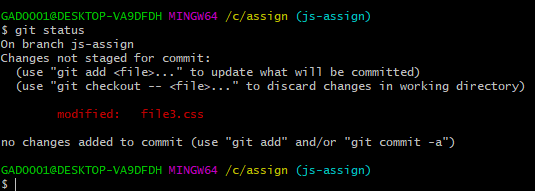 GAD0001@DESKTOP-VA9DFDH MINGW64 /c/assign (js-assign)
$ git status
On branch js-assign
Changes not staged for commit:
  (use "git add <file>..." to update what will be committed)
  (use "git checkout -- <file>..." to discard changes in working directory)

        modified:   file3.css

no changes added to commit (use "git add" and/or "git commit -a")

GAD0001@DESKTOP-VA9DFDH MINGW64 /c/assign (js-assign)
$